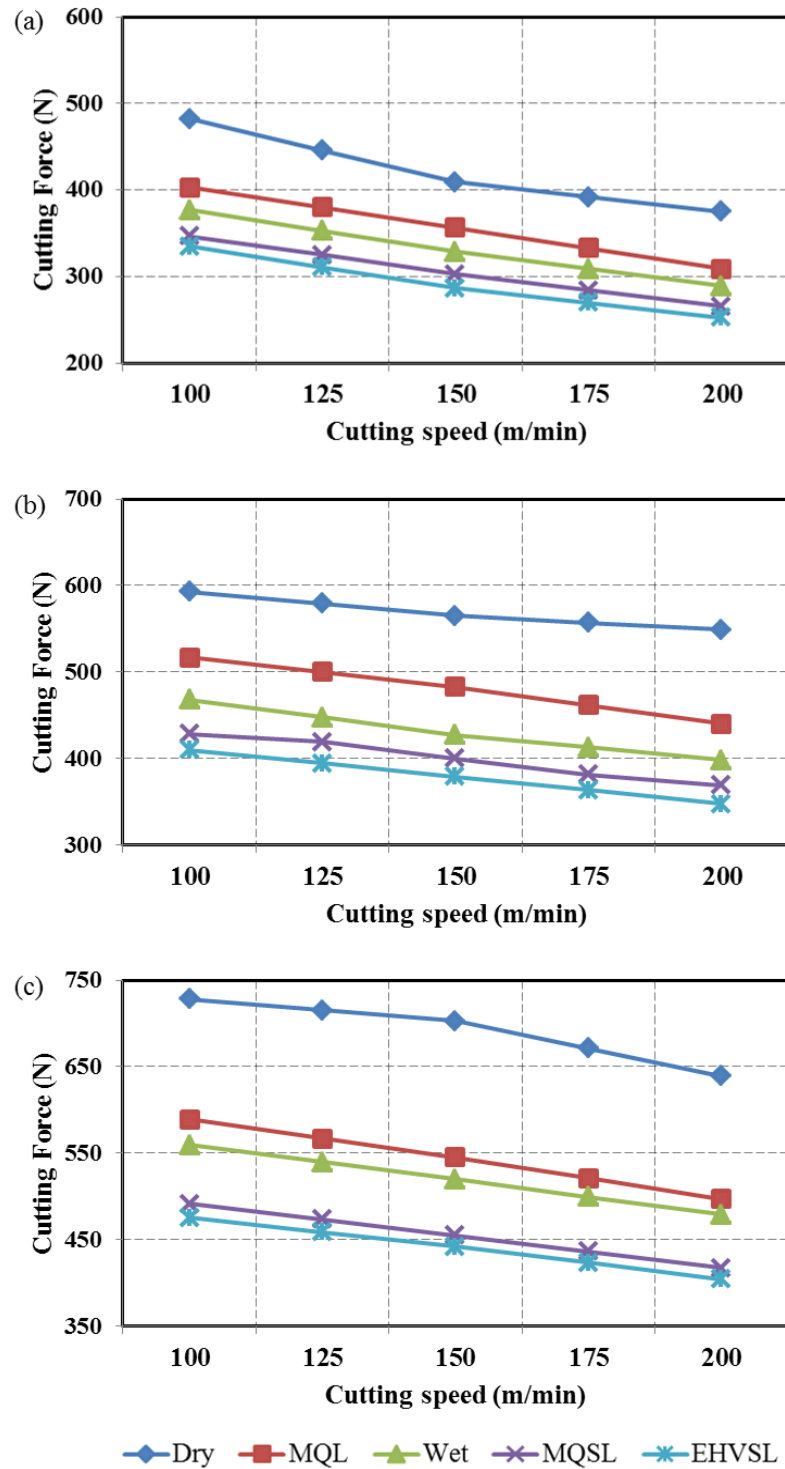 (a)
600
500
400
300
200
Cutting Force (N)
100 125 150 175 200
Cutting speed (m/min)
(b)
700
600
500
400
300
Cutting Force (N)
100 125 150 175 200
Cutting speed (m/min)
(c)
750
650
550
450
350
Cutting Force (N)
100 125 150 175 200
Cutting speed (m/min)
Dry MQL Wet MQSL EHVSL